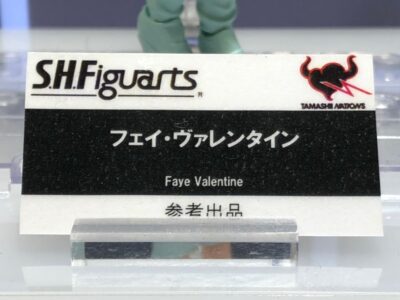 S.H.Figuarts
®
TAMASHII NATIONS
フェイ・ヴァレンタイン
Faye Valentine
参考出品